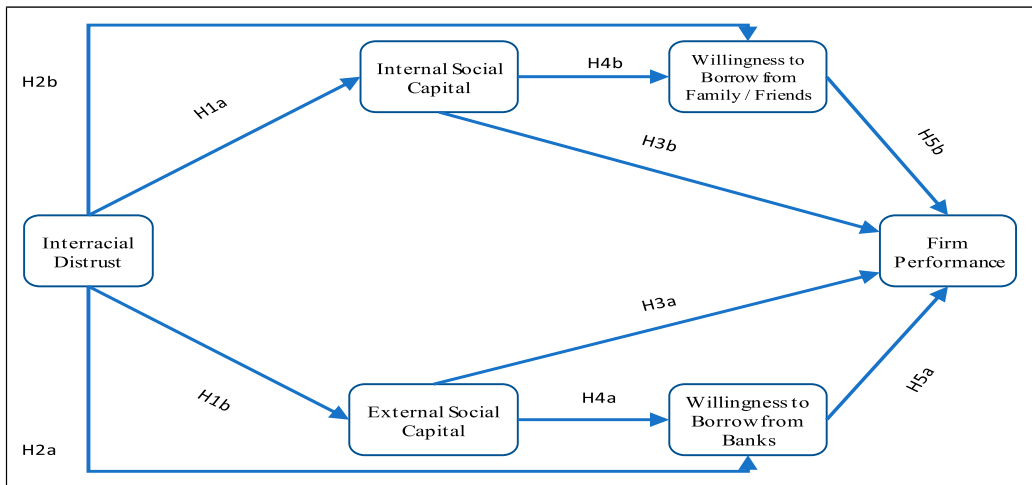 H2b
H1a
Internal Social
Capital
H4b
Willingness to
Borrow from
Family / Friends
H3b
H5b
Interracial
Distrust
Firm
Performance
H3a
H1b
External Social
Capital
H4a
Willingness to
Borrow from
Banks
H5a
H2a